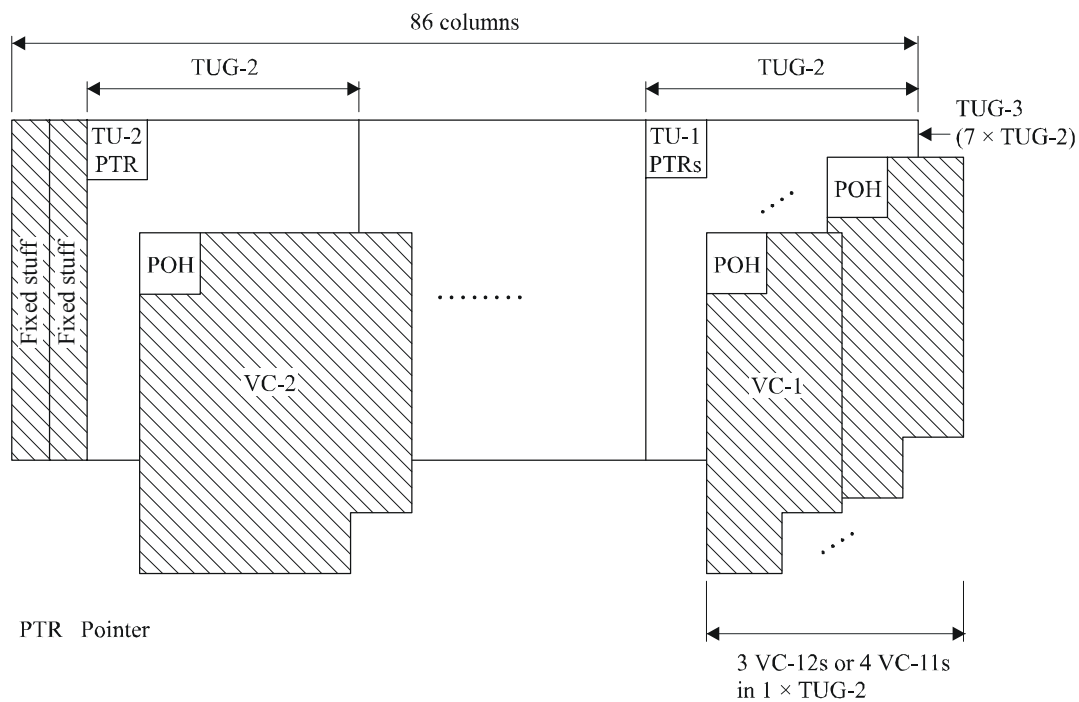 86 columns
TUG-2
TUG-2
TUG-3
(7 × TUG-2)
TU-2
PTR
TU-1
PTRs
POH
Fixed stuff
Fixed stuff
POH
POH
VC-2
VC-1
PTR Pointer
3 VC-12s or 4 VC-11s
in 1 × TUG-2